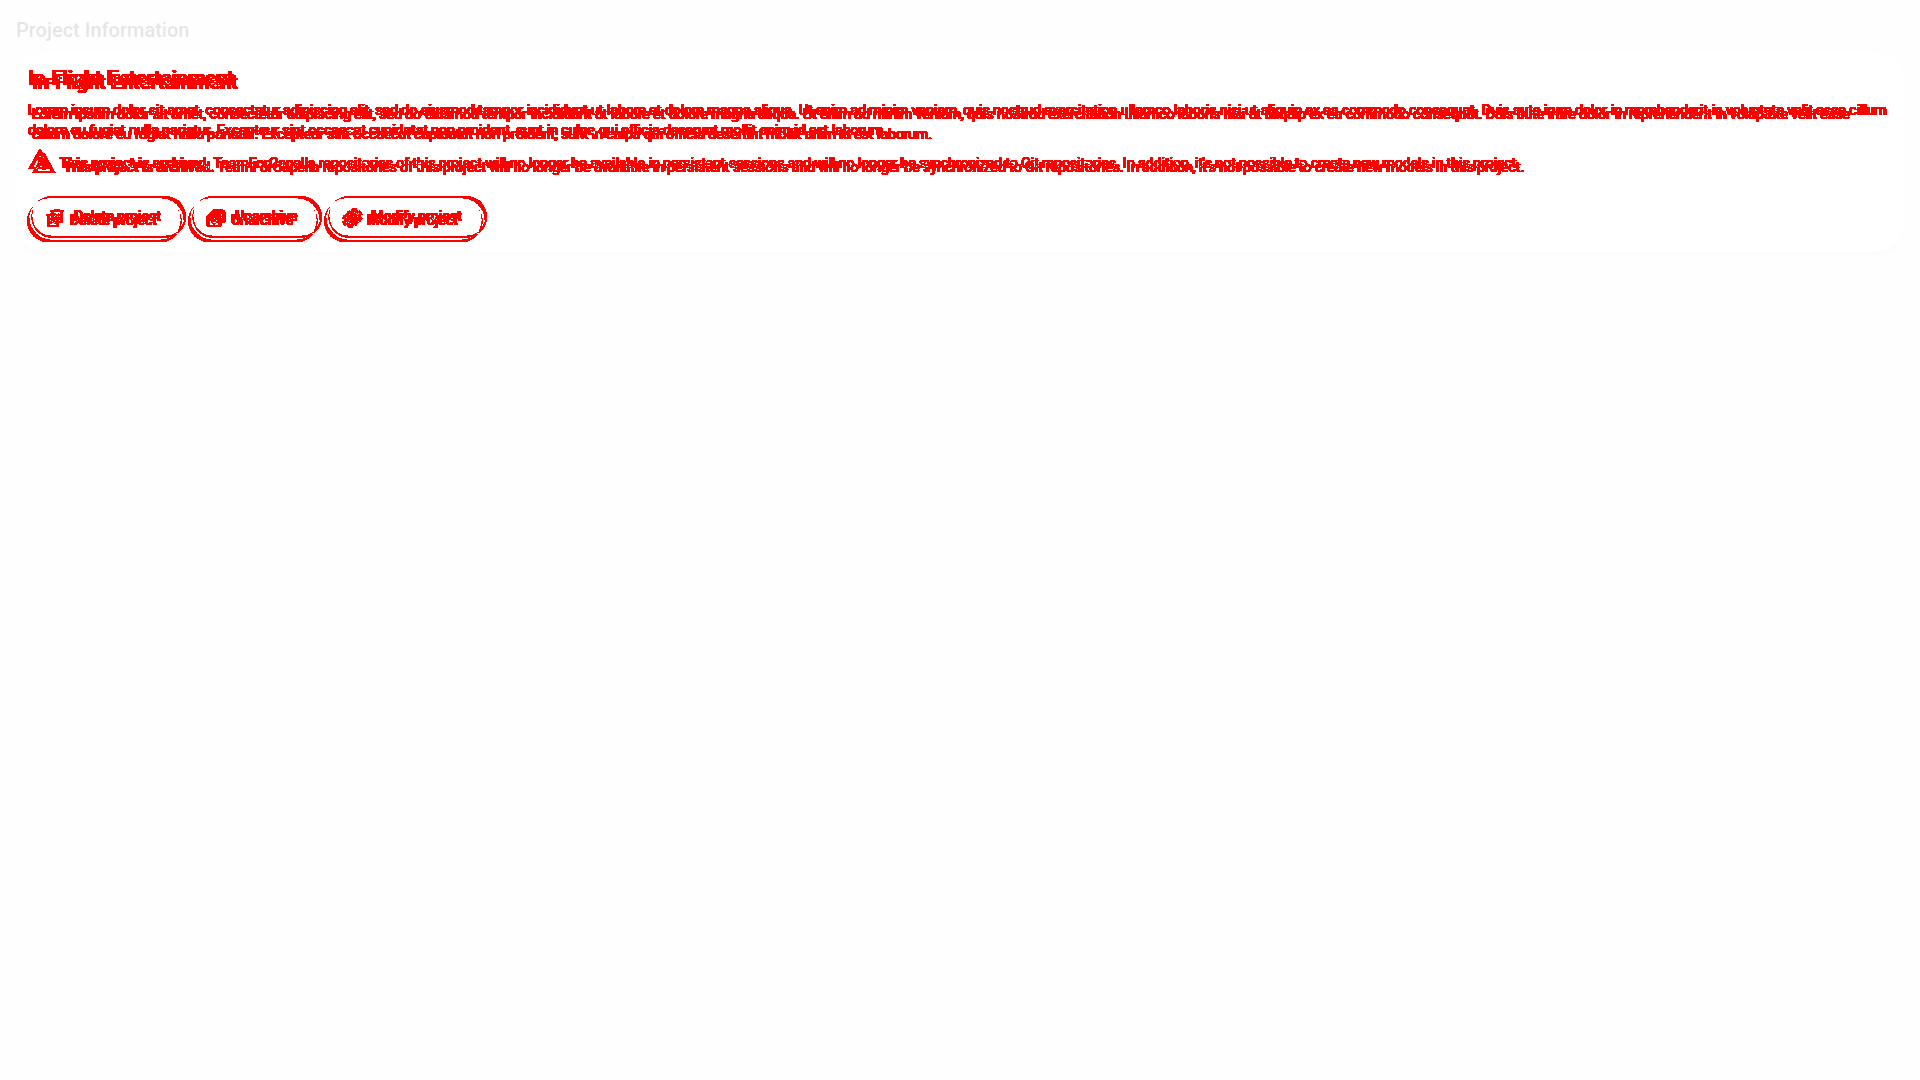 Project Information
In-Flight Entertainment
Lorem ipsum dolor sit amet, consectetur adipiscing elit, sed do eiusmod tempor incididunt ut labore et dolore magna aliqua. Ut enim ad minim veniam, quis nostrud exercitation ullamco laboris nisi ut aliquip ex ea commodo consequat. Duis aute irure dolor in reprehenderit in voluptate velit esse cillum
dolore eu fugiat nulla pariatur. Excepteur sint occaecat cupidatat non proident, sunt in culpa qui officia deserunt mollit anim id est laborum.
This project is archived. TeamForCapella repositories of this project will no longer be available in persistent sessions and will no longer be synchronized to Git repositories. In addition, it's not possible to create new models in this project.
Delete project Unarchive Modify project